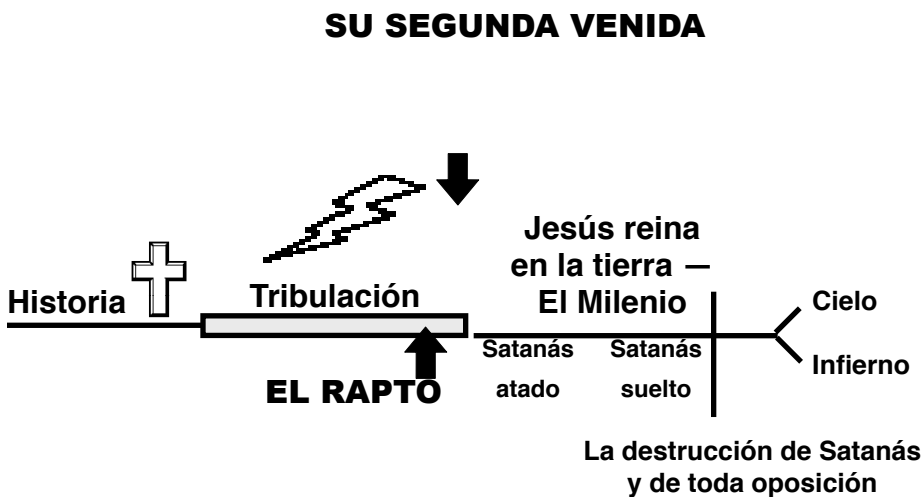 SU SEGUNDA VENIDA
Jesús reina
en la tierra —
El Milenio
Historia
Tribulación
Cielo
Infierno
EL RAPTO
Satanás
atado
Satanás
suelto
La destrucción de Satanás
y de toda oposición